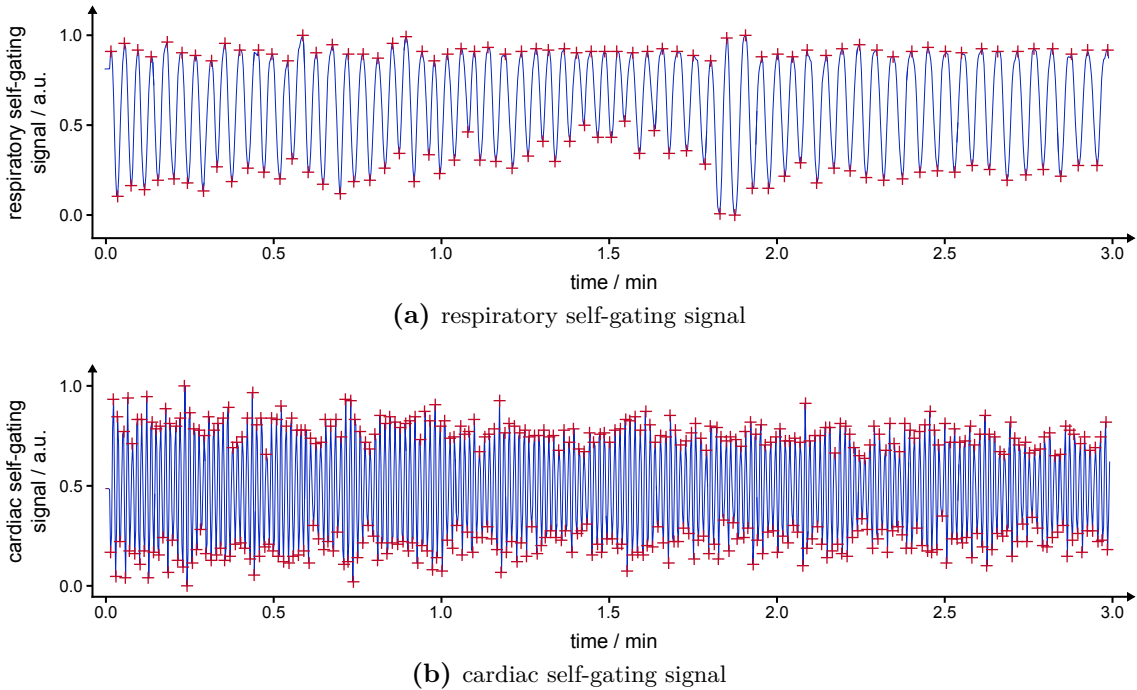 respiratory self-gating
signal / a.u.
1.0
0.5
0.0
0.0 0.5 1.0 1.5 2.0 2.5 3.0
time / min
(a) respiratory self-gating signal
cardiac self-gating
signal / a.u.
1.0
0.5
0.0
0.0 0.5 1.0 1.5 2.0 2.5 3.0
time / min
(b) cardiac self-gating signal